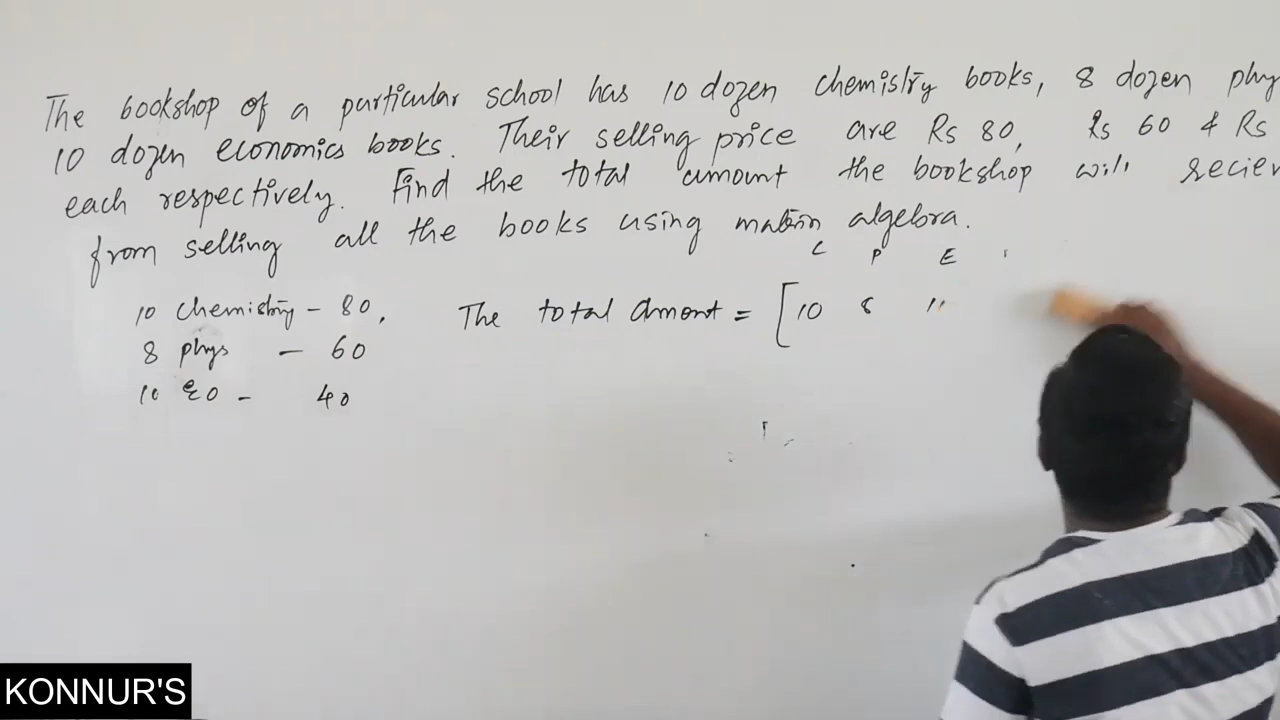 The bookshop of a particular school has 10 dozen chemistry books, 8 dozen phy
10 dozen economics books. Their selling price are Rs 80, Rs 60 & Rs
each respectively. Find the total amount the bookshop will reciev
from selling all the books using matrix algebra.
C P E
10 chemistry - 80,
The total amont = [10 8
8 phys - 60
10 - 40
KONNUR'S